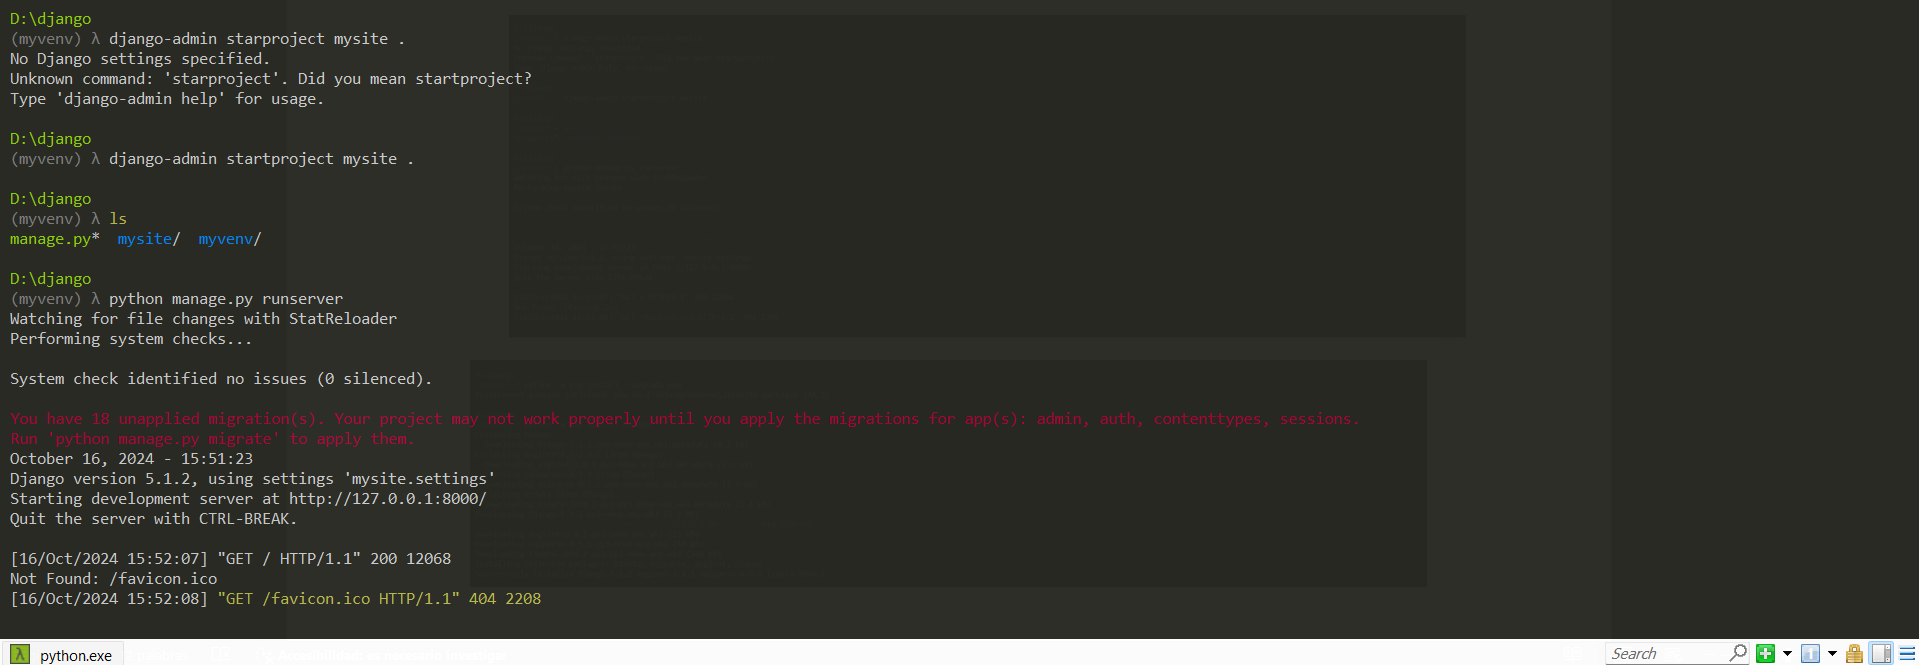 D:\django
(myvenv) λ django-admin starproject mysite .
No Django settings specified.
Unknown command: 'starproject'. Did you mean startproject?
Type 'django-admin help' for usage.
D:\django
(myvenv) λ django-admin startproject mysite .
D:\django
(myvenv) λ ls
manage.py*  mysite/  myvenv/
D:\django
(myvenv) λ python manage.py runserver
Watching for file changes with StatReloader
Performing system checks...
System check identified no issues (0 silenced).
You have 18 unapplied migration(s). Your project may not work properly until you apply the migrations for app(s): admin, auth, contenttypes, sessions.
Run 'python manage.py migrate' to apply them.
October 16, 2024 - 15:51:23
Django version 5.1.2, using settings 'mysite.settings'
Starting development server at http://127.0.0.1:8000/
Quit the server with CTRL-BREAK.
[16/Oct/2024 15:52:07] "GET / HTTP/1.1" 200 12068
Not Found: /favicon.ico
[16/Oct/2024 15:52:08] "GET /favicon.ico HTTP/1.1" 404 2208
λ python.exe
Search
1